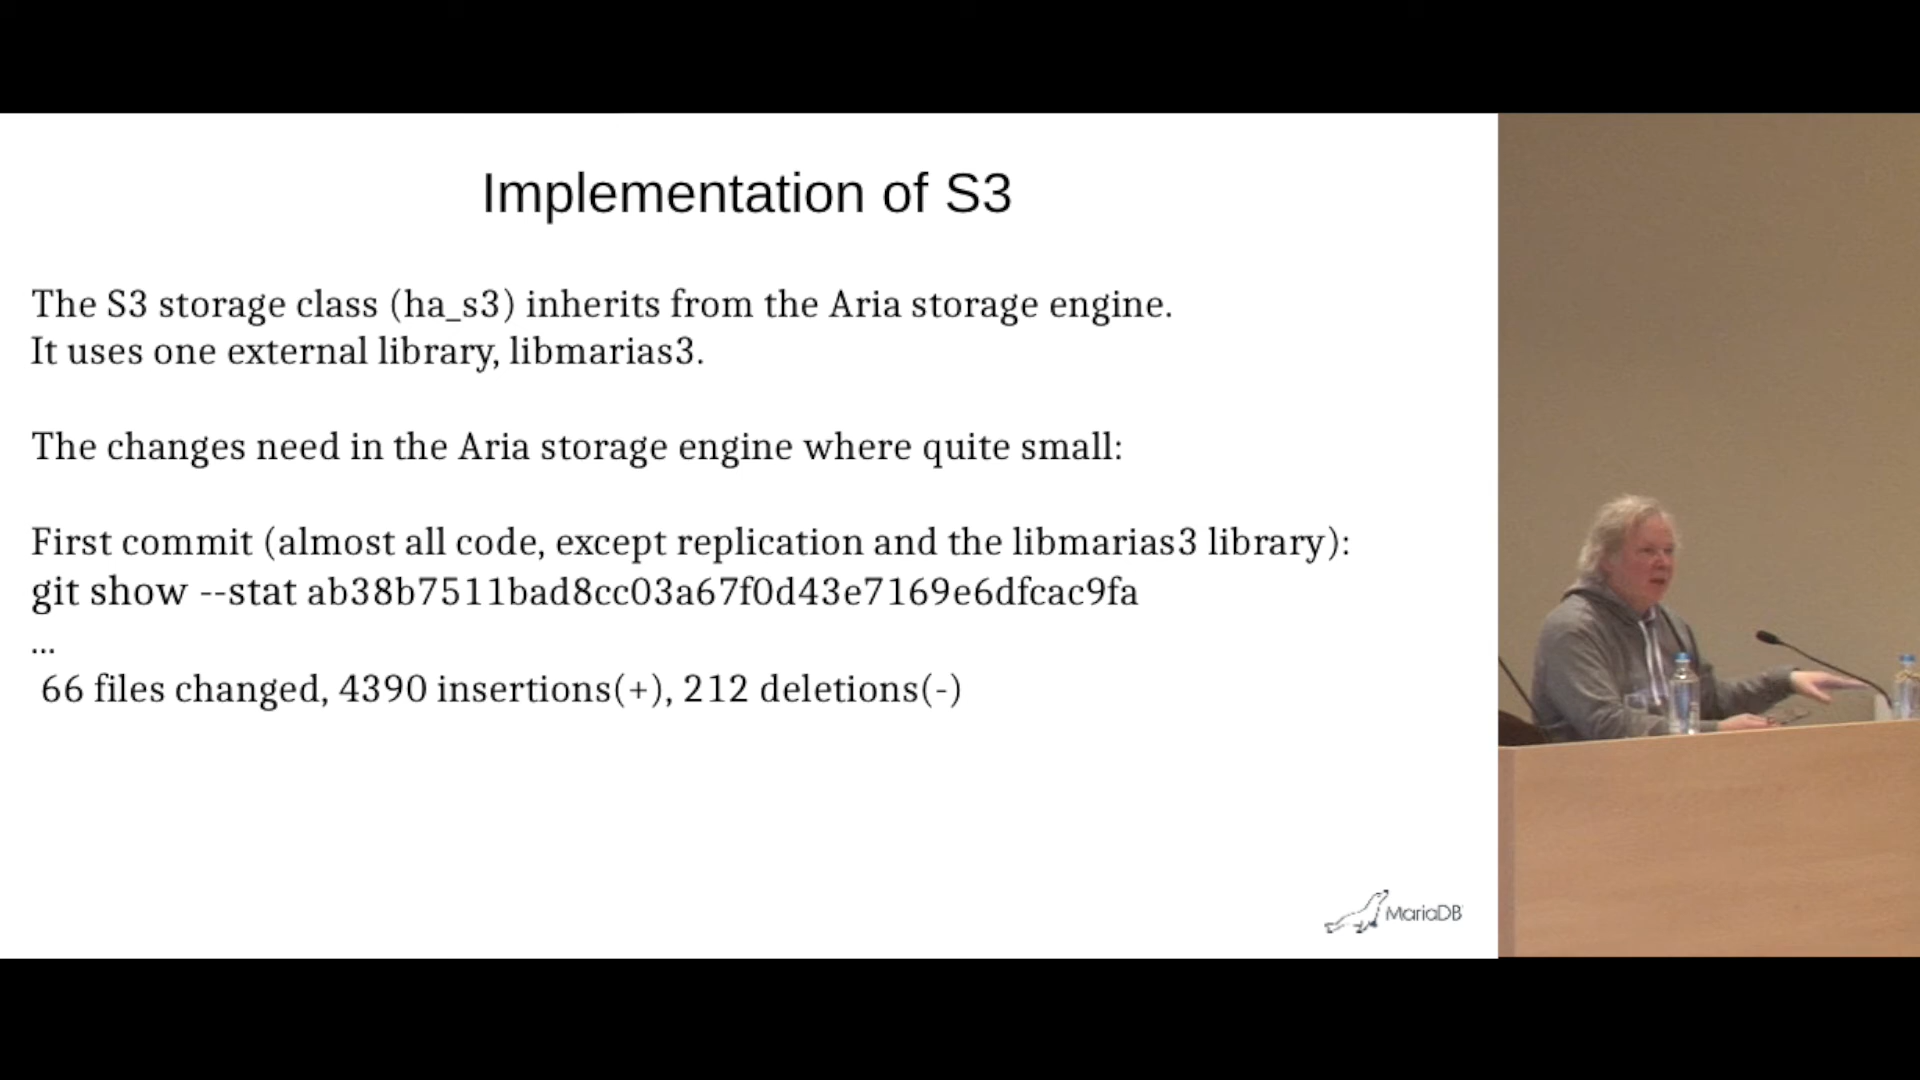 Implementation of S3
The S3 storage class (ha_s3) inherits from the Aria storage engine.
It uses one external library, libmarias3.
The changes need in the Aria storage engine where quite small:
First commit (almost all code, except replication and the libmarias3 library):
git show --stat ab38b7511bad8cc03a67f0d43e7169e6dfcac9fa
...
66 files changed, 4390 insertions(+), 212 deletions(-)
MariaDB